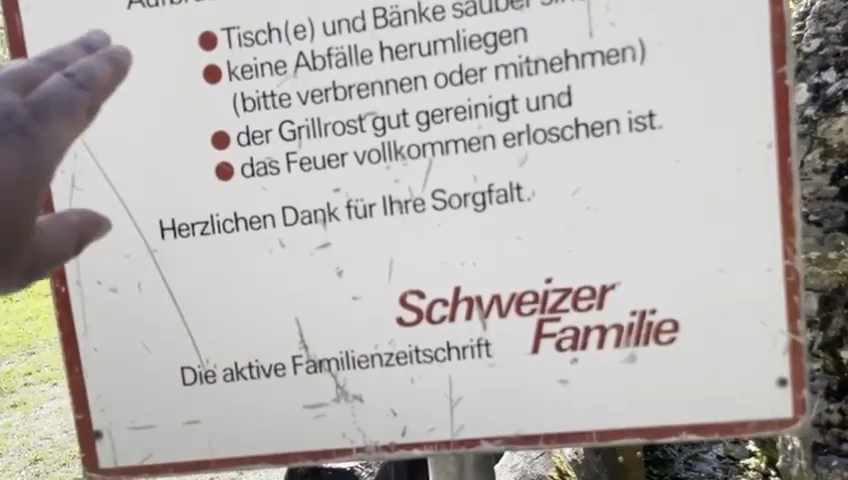 Tisch(e) und Bänke sauber
keine Abfälle herumliegen
(bitte verbrennen oder mitnehmen)
der Grillrost gut gereinigt und
das Feuer vollkommen erloschen ist.
Herzlichen Dank für Ihre Sorgfalt.
Schweizer
Familie
Die aktive Familienzeitschrift